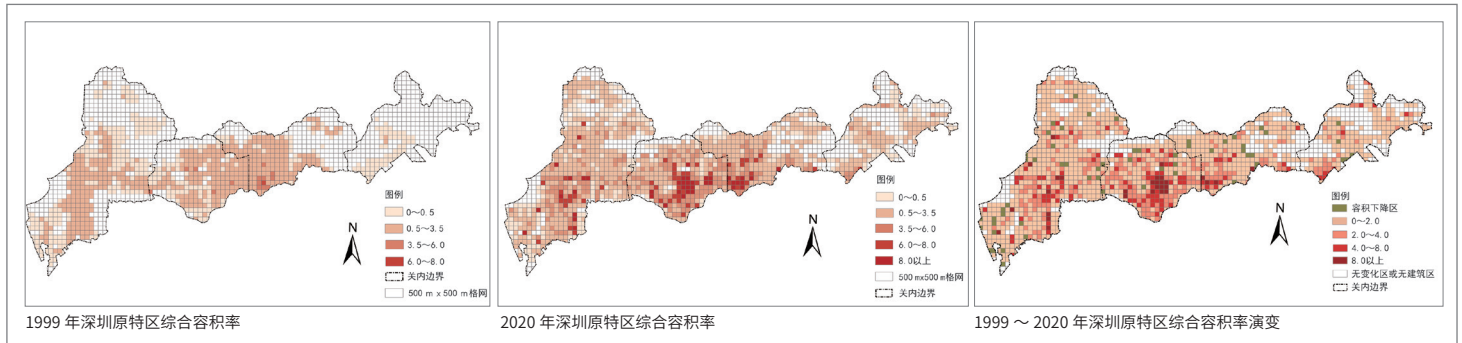 N
图例
0～0.5
0.5～3.5
3.5～6.0
6.0～8.0
关内边界
500 m x 500 m格网
1999 年深圳原特区综合容积率
N
图例
0～0.5
0.5～3.5
3.5～6.0
6.0～8.0
8.0以上
500 mx500 m格网
关内边界
2020 年深圳原特区综合容积率
N
图例
容积下降区
0～2.0
2.0～4.0
4.0～8.0
8.0以上
无变化区或无建筑区
关内边界
1999 ～ 2020 年深圳原特区综合容积率演变